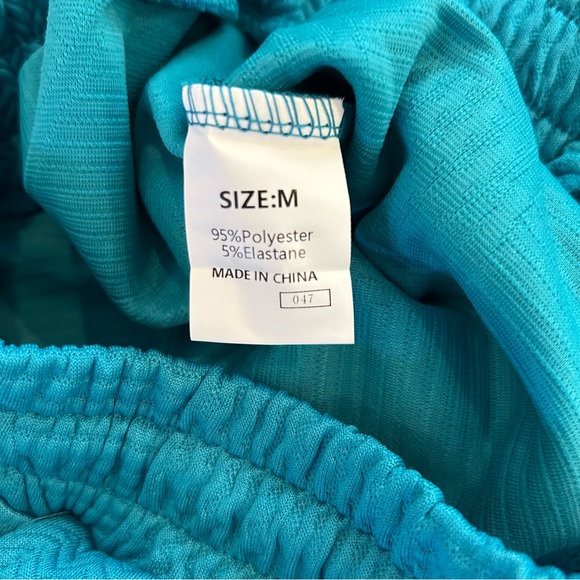 SIZE:M
95%Polyester
5%Elastane
MADE IN CHINA
047